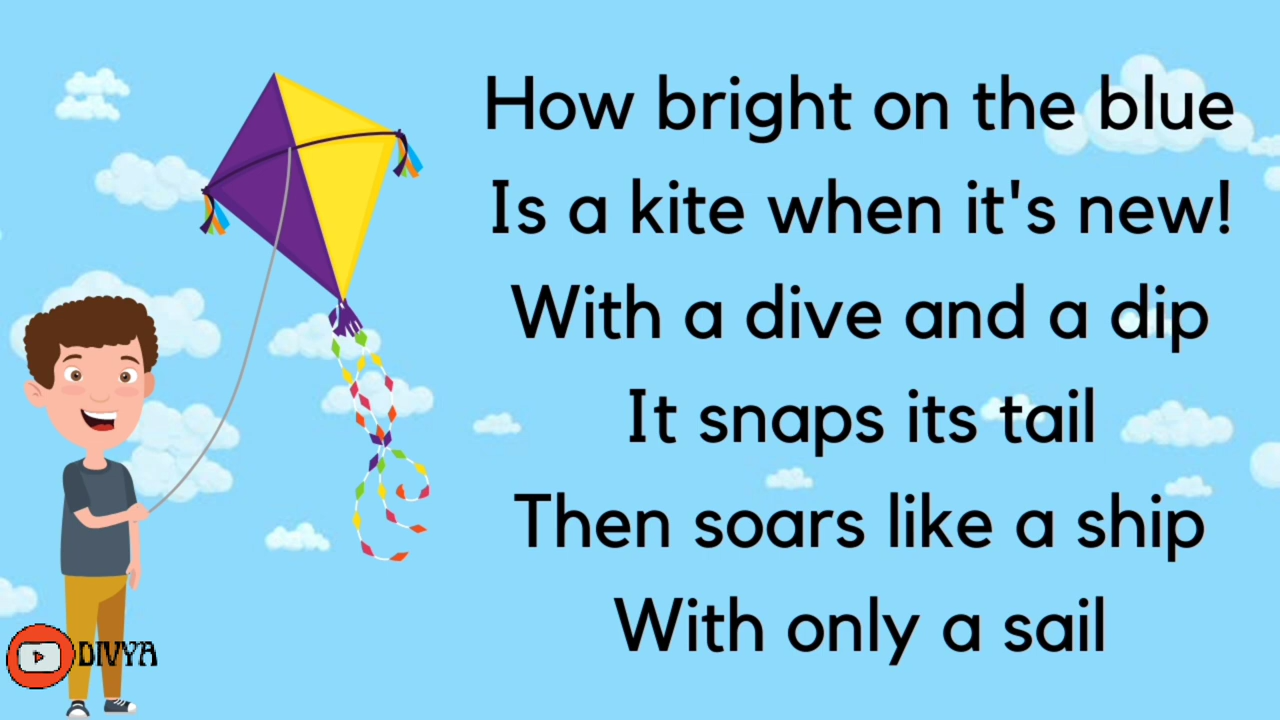 How bright on the blue
Is a kite when it's new!
With a dive and a dip
It snaps its tail
Then soars like a ship
With only a sail
DIVYA